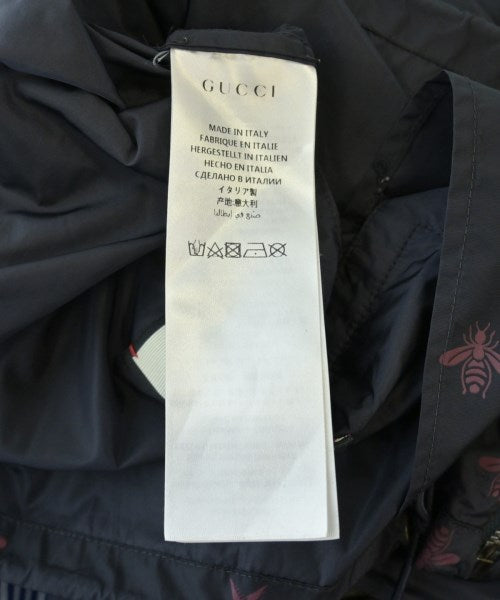 GUCCI
MADE IN ITALY
FABRIQUE EN ITALIE
HERGESTELLT IN ITALIEN
HECHO EN ITALIA
СДЕЛАНО В ИТАЛИИ
イタリア製
产地:意大利
صنع في إيطاليا